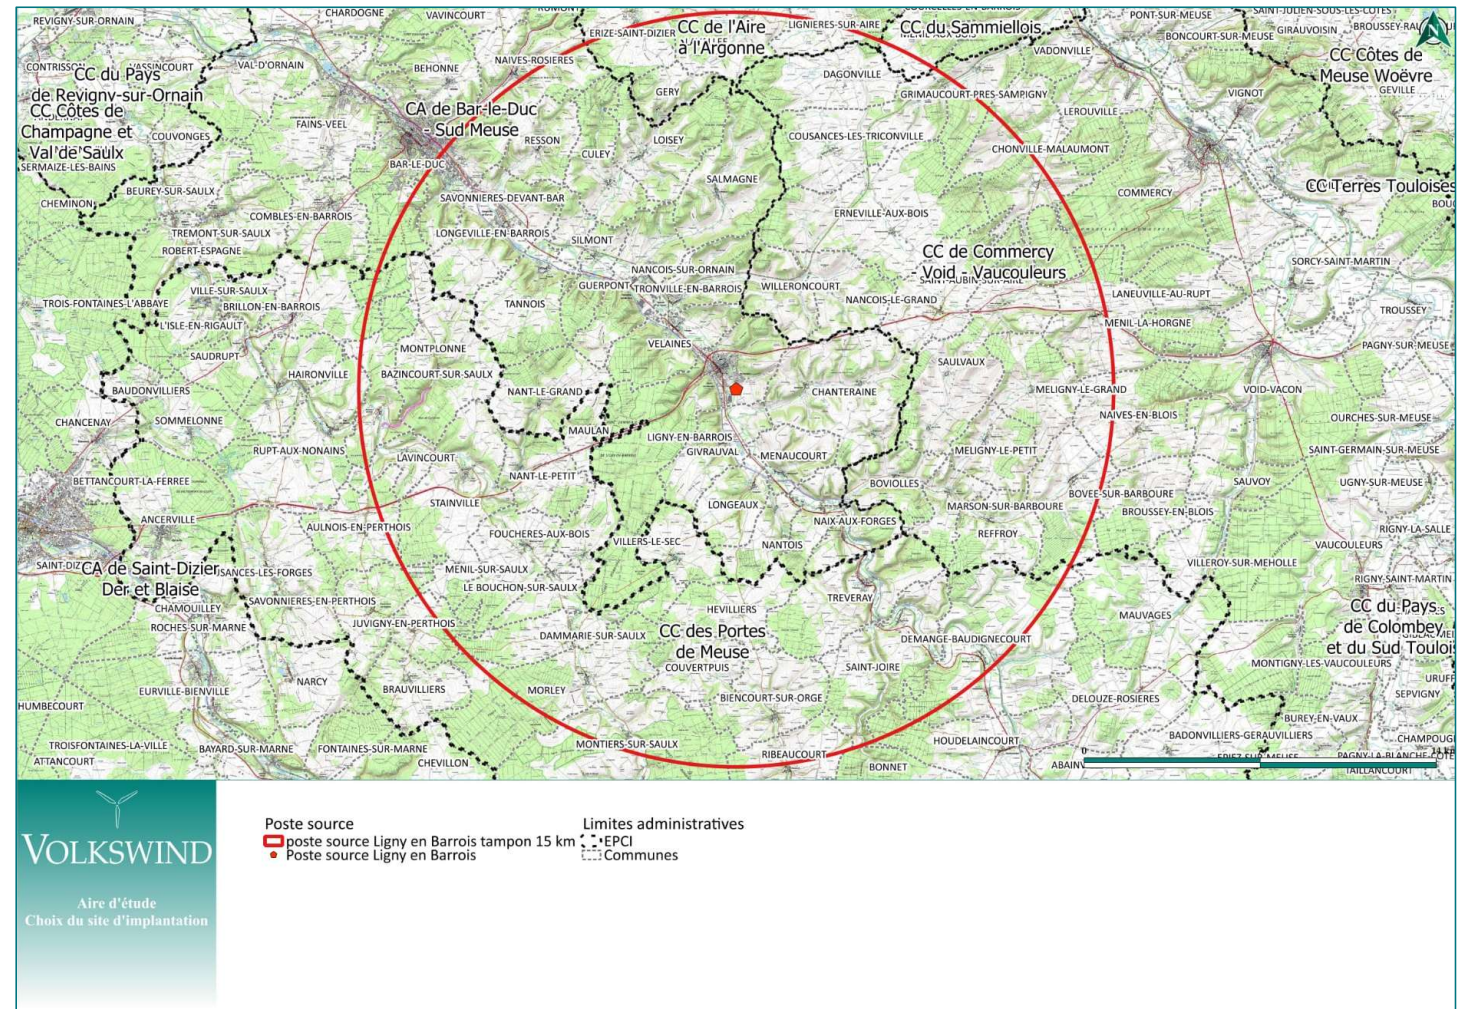 REVIGNY-SUR-ORNAIN
CHARDOGNE
VAVINCOURT
ERIZE-SAINT-DIZIER
CC de l'Aire
à l'Argonne
LIGNIERES-SUR-AIRE
CC du Sammiellois
PONT-SUR-MEUSE
SAINT-JULIEN-SOUS-LES-COTES
GIRAUVOISIN
BONCOURT-SUR-MEUSE
VADONVILLE
CC Côtes de
Meuse Woëvre
GEVILLE
CONTRISSON
CC du Pays
de Revigny-sur-Ornain
VAL-D'ORNAIN
BEHONNE
NAIVES-ROSIERES
GERY
DAGONVILLE
GRIMAUCOURT-PRES-SAMPIGNY
LEROUVILLE
VIGNOT
CC Côtes de
Champagne et
Val de Saulx
COUVONGES
FAINS-VEEL
CA de Bar-le-Duc
- Sud Meuse
RESSON
CULEY
LOISEY
COUSANCES-LES-TRICONVILLE
CHONVILLE-MALAUMONT
SERMAIZE-LES-BAINS
BAR-LE-DUC
SALMAGNE
COMMERCY
CC Terres Touloises
BEUREY-SUR-SAULX
CHEMINON
COMBLES-EN-BARROIS
SAVONNIERES-DEVANT-BAR
ERNEVILLE-AUX-BOIS
TREMONT-SUR-SAULX
LONGEVILLE-EN-BARROIS
SILMONT
ROBERT-ESPAGNE
CC de Commercy
- Void - Vaucouleurs
SAINT-AUBIN-SUR-AIRE
SORCY-SAINT-MARTIN
NANCOIS-SUR-ORNAIN
GUERPONT
TRONVILLE-EN-BARROIS
WILLERONCOURT
NANCOIS-LE-GRAND
LANEUVILLE-AU-RUPT
TROUSSEY
VILLE-SUR-SAULX
TROIS-FONTAINES-L'ABBAYE
BRILLON-EN-BARROIS
TANNOIS
L'ISLE-EN-RIGAULT
MENIL-LA-HORGNE
VELAINES
PAGNY-SUR-MEUSE
SAUDRUPT
MONTPLONNE
HAIRONVILLE
BAZINCOURT-SUR-SAULX
SAULVAUX
BAUDONVILLIERS
NANT-LE-GRAND
CHANTERAINE
MELIGNY-LE-GRAND
VOID-VACON
NAIVES-EN-BLOIS
OURCHES-SUR-MEUSE
CHANCENAY
SOMMELONNE
MAULAN
LIGNY-EN-BARROIS
RUPT-AUX-NONAINS
LAVINCOURT
GIVRAUVAL
MENAUCOURT
MELIGNY-LE-PETIT
SAINT-GERMAIN-SUR-MEUSE
BETTANCOURT-LA-FERREE
NANT-LE-PETIT
BOVIOLLES
SAUVOY
UGNY-SUR-MEUSE
STAINVILLE
LONGEAUX
BOVEE-SUR-BARBOURE
MARSON-SUR-BARBOURE
BROUSSEY-EN-BLOIS
ANCERVILLE
AULNOIS-EN-PERTHOIS
NAIX-AUX-FORGES
RIGNY-LA-SALLE
FOUCHERES-AUX-BOIS
VILLERS-LE-SEC
NANTOIS
REFFROY
VAUCOULEURS
CA de Saint-Dizier
Der et Blaise
MENIL-SUR-SAULX
VILLEROY-SUR-MEHOLLE
RIGNY-SAINT-MARTIN
LE BOUCHON-SUR-SAULX
TREVERAY
SAVONNIERES-EN-PERTHOIS
CHAMOUILLEY
HEVILLIERS
MAUVAGES
CC du Pays
de Colombey
et du Sud Toulois
ROCHES-SUR-MARNE
JUVIGNY-EN-PERTHOIS
DAMMARIE-SUR-SAULX
CC des Portes
de Meuse
DEMANGE-BAUDIGNECOURT
COUVERTPUIS
SAINT-JOIRE
MONTIGNY-LES-VAUCOULEURS
NARCY
EURVILLE-BIENVILLE
BRAUVILLIERS
MORLEY
BIENCOURT-SUR-ORGE
DELOUZE-ROSIERES
SEPVIGNY
HUMBECOURT
BUREY-EN-VAUX
TROISFONTAINES-LA-VILLE
BAYARD-SUR-MARNE
FONTAINES-SUR-MARNE
MONTIERS-SUR-SAULX
RIBEAUCOURT
HOUDELAINCOURT
BADONVILLIERS-GERAUVILLIERS
ATTANCOURT
CHEVILLON
BONNET
TAILLANCOURT
VOLKSWIND
Aire d'étude
Choix du site d'implantation
Poste source
poste source Ligny en Barrois tampon 15 km
Poste source Ligny en Barrois
Limites administratives
EPCI
Communes